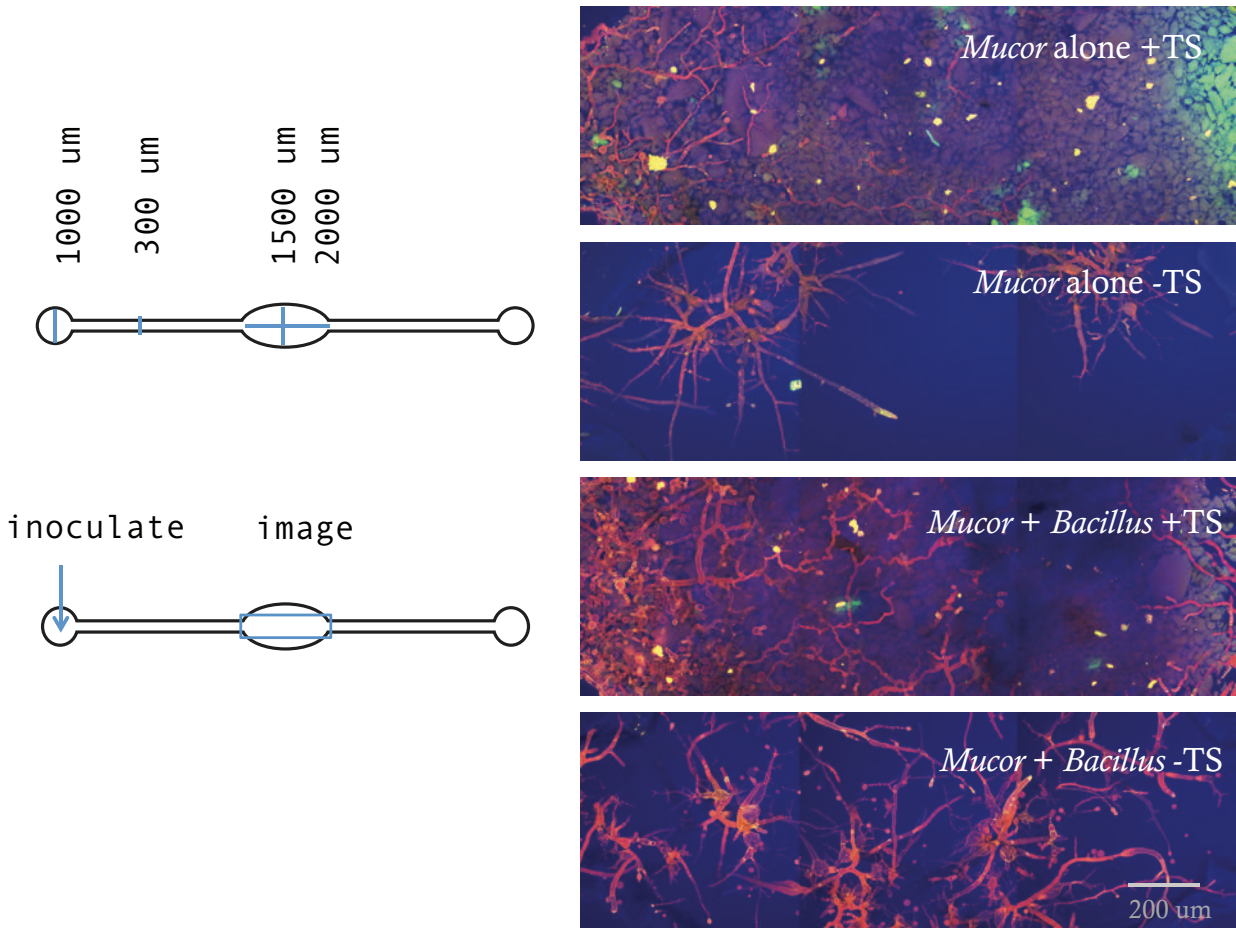 1000 um
300 um
1500 um
2000 um
inoculate
image
Mucor alone +TS
Mucor alone -TS
Mucor + Bacillus +TS
Mucor + Bacillus -TS
200 um